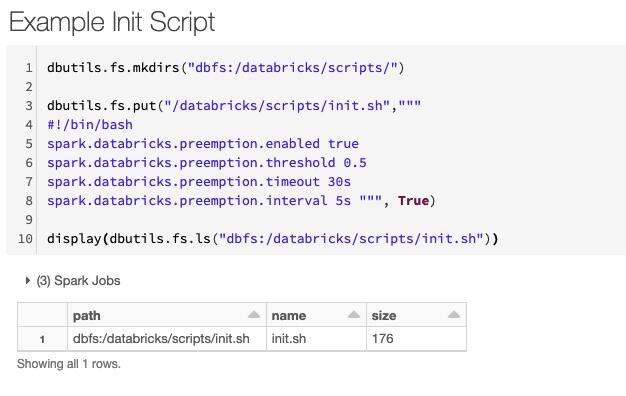 Example Init Script
1 dbutils.fs.mkdirs("dbfs:/databricks/scripts/")
2
3 dbutils.fs.put("/databricks/scripts/init.sh","""
4 #!/bin/bash
5 spark.databricks.preemption.enabled true
6 spark.databricks.preemption.threshold 0.5
7 spark.databricks.preemption.timeout 30s
8 spark.databricks.preemption.interval 5s """, True)
9
10 display(dbutils.fs.ls("dbfs:/databricks/scripts/init.sh"))
(3) Spark Jobs
path name size
1 dbfs:/databricks/scripts/init.sh init.sh 176
Showing all 1 rows.